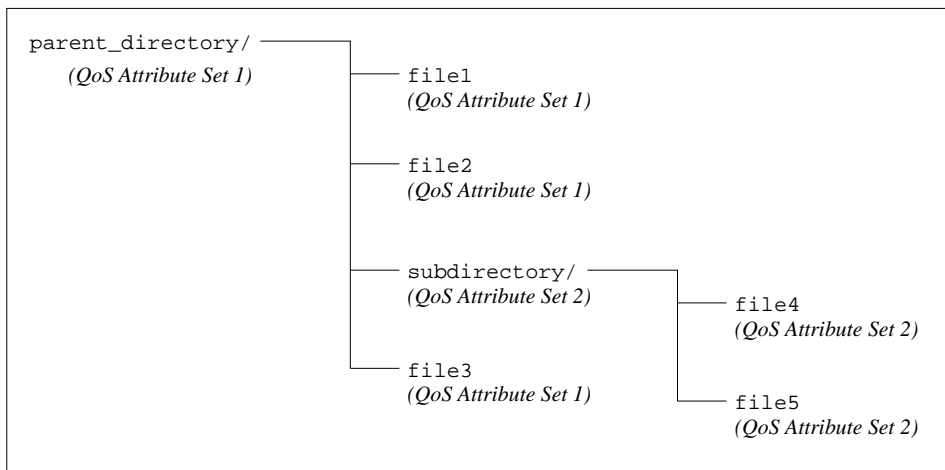 parent_directory/
(QoS Attribute Set 1)
file1
(QoS Attribute Set 1)
file2
(QoS Attribute Set 1)
subdirectory/
(QoS Attribute Set 2)
file4
(QoS Attribute Set 2)
file3
(QoS Attribute Set 1)
file5
(QoS Attribute Set 2)